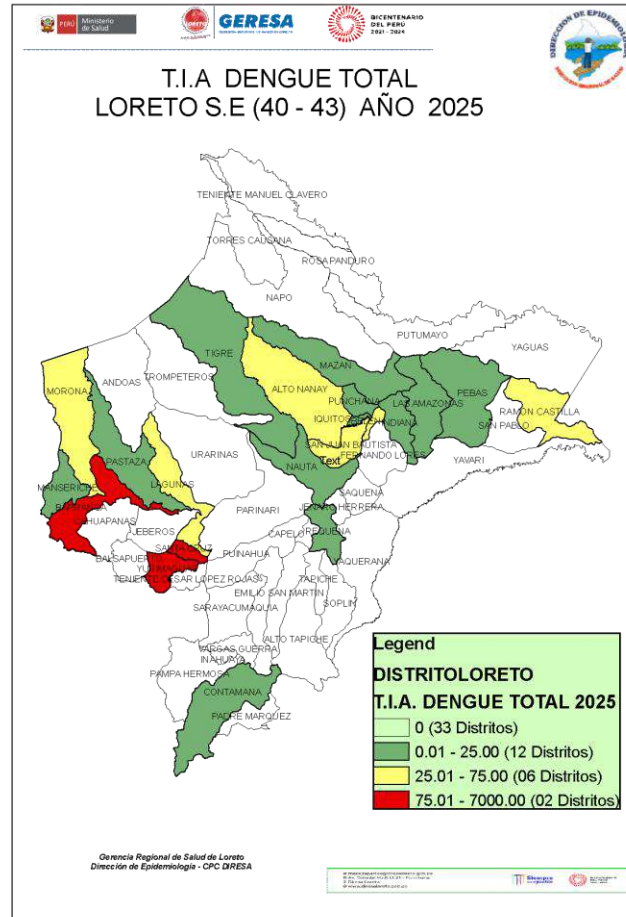 PERÚ
Ministerio
de Salud
GERESA
BICENTENARIO
DEL PERÚ
2021 - 2024
T.I.A DENGUE TOTAL
LORETO S.E (40 - 43) AÑO 2025
TENIENTE MANUEL CLAVERO
TORRES CAUSANA
ROSA PANDURO
NAPO
PUTUMAYO
YAGUAS
TIGRE
MAZAN
ANDOAS
TROMPETEROS
MORONA
ALTO NANAY
PEBAS
PUNCHANA
LAS AMAZONAS
RAMON CASTILLA
IQUITOS
INDIANA
SAN PABLO
SAN JUAN BAUTISTA
URARINAS
FERNANDO LORES
Text
YAVARI
PASTAZA
NAUTA
LAGUNAS
MANSERICHE
SAQUENA
PARINARI
JENARO HERRERA
CAHUAPANAS
JEBEROS
CAPELO
REQUENA
SANTA CRUZ
PUINAHUA
BALSAPUERTO
YAQUERANA
TENIENTE CESAR LOPEZ ROJAS
TAPICHE
EMILIO SAN MARTIN
SOPLIN
SARAYACU
MAQUIA
ALTO TAPICHE
VARGAS GUERRA
INAHUAYA
PAMPA HERMOSA
CONTAMANA
PADRE MARQUEZ
Legend
DISTRITOLORETO
T.I.A. DENGUE TOTAL 2025
0 (33 Distritos)
0.01 - 25.00 (12 Distritos)
25.01 - 75.00 (06 Distritos)
75.01 - 7000.00 (02 Distritos)
Gerencia Regional de Salud de Loreto
Dirección de Epidemiología - CPC DIRESA